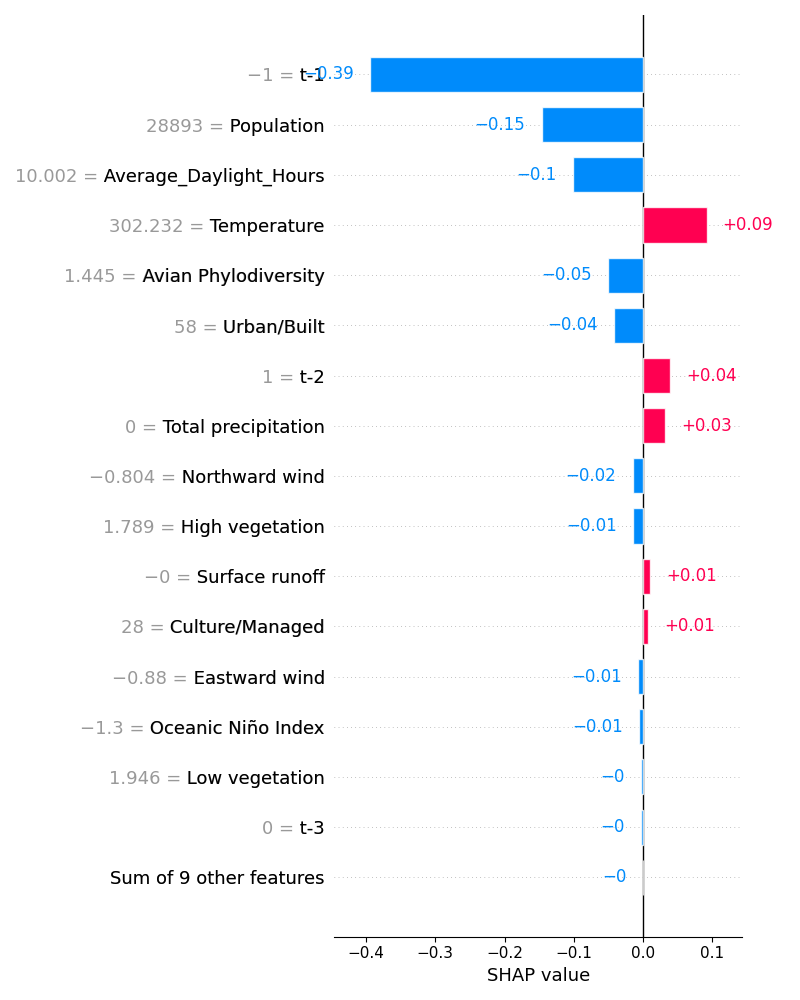 −1 = t-1 −0.39
28893 = Population −0.15
10.002 = Average_Daylight_Hours −0.1
302.232 = Temperature +0.09
1.445 = Avian Phylodiversity −0.05
58 = Urban/Built −0.04
1 = t-2 +0.04
0 = Total precipitation +0.03
−0.804 = Northward wind −0.02
1.789 = High vegetation −0.01
−0 = Surface runoff +0.01
28 = Culture/Managed +0.01
−0.88 = Eastward wind −0.01
−1.3 = Oceanic Niño Index −0.01
1.946 = Low vegetation −0
0 = t-3 −0
Sum of 9 other features −0
−0.4 −0.3 −0.2 −0.1 0.0 0.1
SHAP value